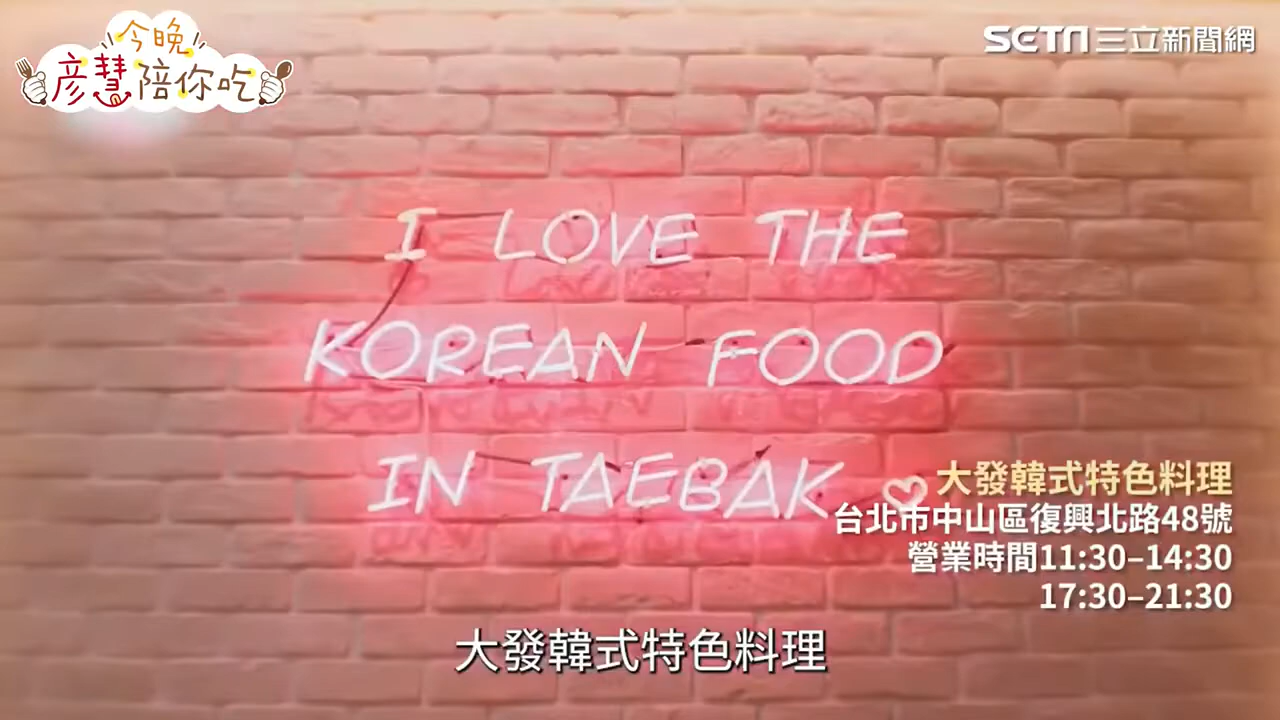 今晚
彥慧陪你吃
SETN三立新聞網
I LOVE THE
KOREAN FOOD
IN TAEBAK
大發韓式特色料理
台北市中山區復興北路48號
營業時間11:30–14:30
17:30–21:30
大發韓式特色料理